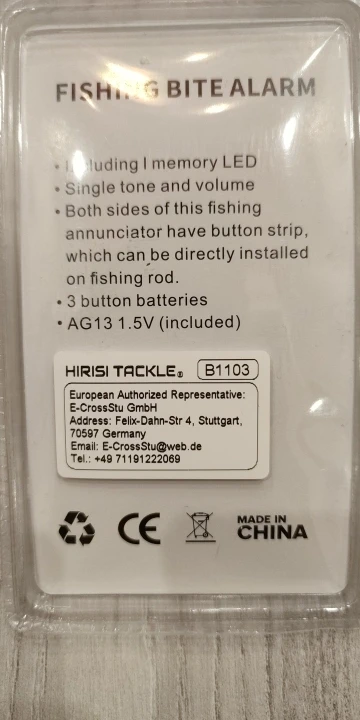 FISHING BITE ALARM
• Including I memory LED
• Single tone and volume
• Both sides of this fishing
annunciator have button strip,
which can be directly installed
on fishing rod.
• 3 button batteries
• AG13 1.5V (included)
HIRISI TACKLE® B1103
European Authorized Representative:
E-CrossStu GmbH
Address: Felix-Dahn-Str 4, Stuttgart,
70597 Germany
Email: E-CrossStu@web.de
Tel.: +49 71191222069
CE
MADE IN
CHINA